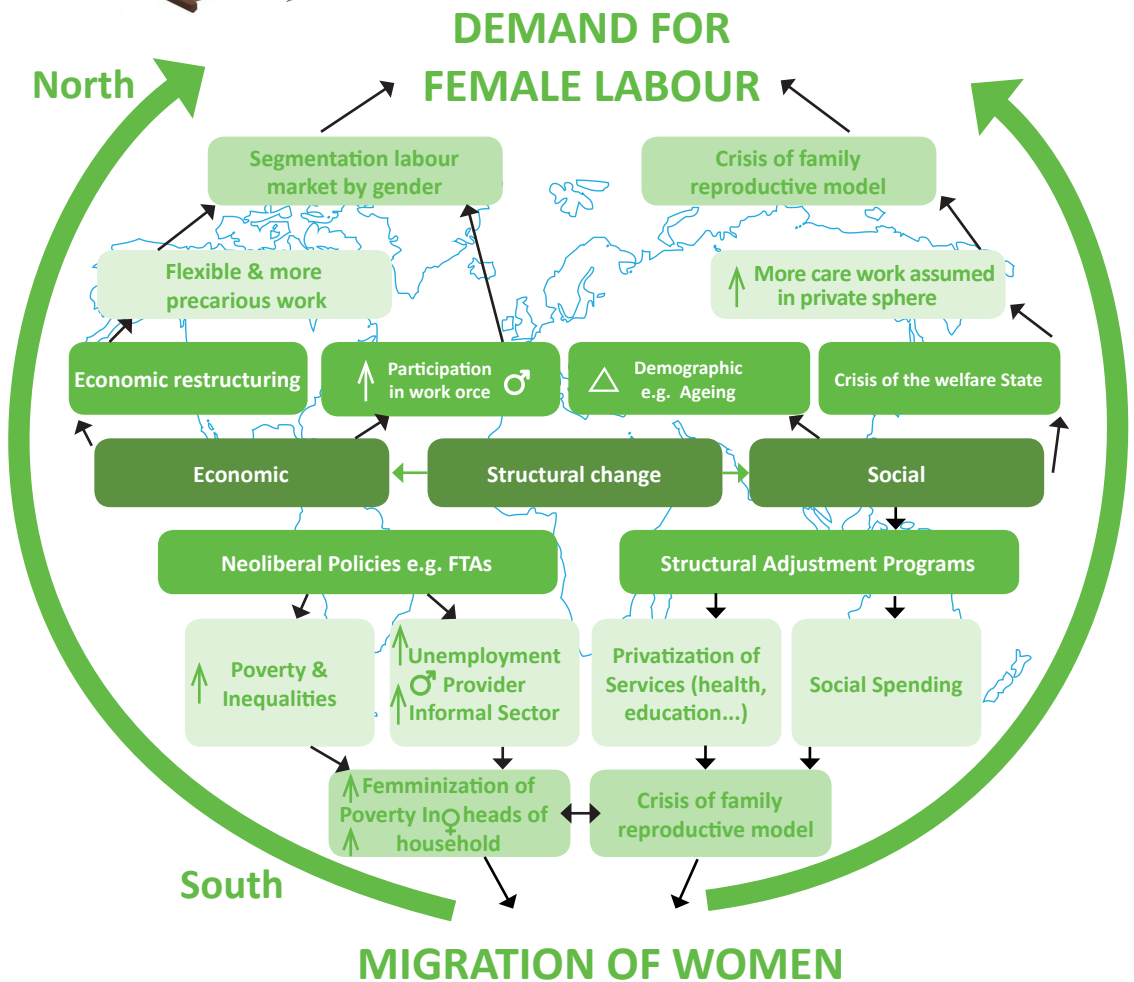 DEMAND FOR
FEMALE LABOUR
North
Segmentation labour
market by gender
Crisis of family
reproductive model
Flexible & more
precarious work
More care work assumed
in private sphere
Economic restructuring
Participation
in work orce
Demographic
e.g. Ageing
Crisis of the welfare State
Economic
Structural change
Social
Neoliberal Policies e.g. FTAs
Structural Adjustment Programs
Poverty &
Inequalities
Unemployment
♂ Provider
Informal Sector
Privatization of
Services (health,
education...)
Social Spending
Femminization of
Poverty In♀heads of
household
Crisis of family
reproductive model
South
MIGRATION OF WOMEN